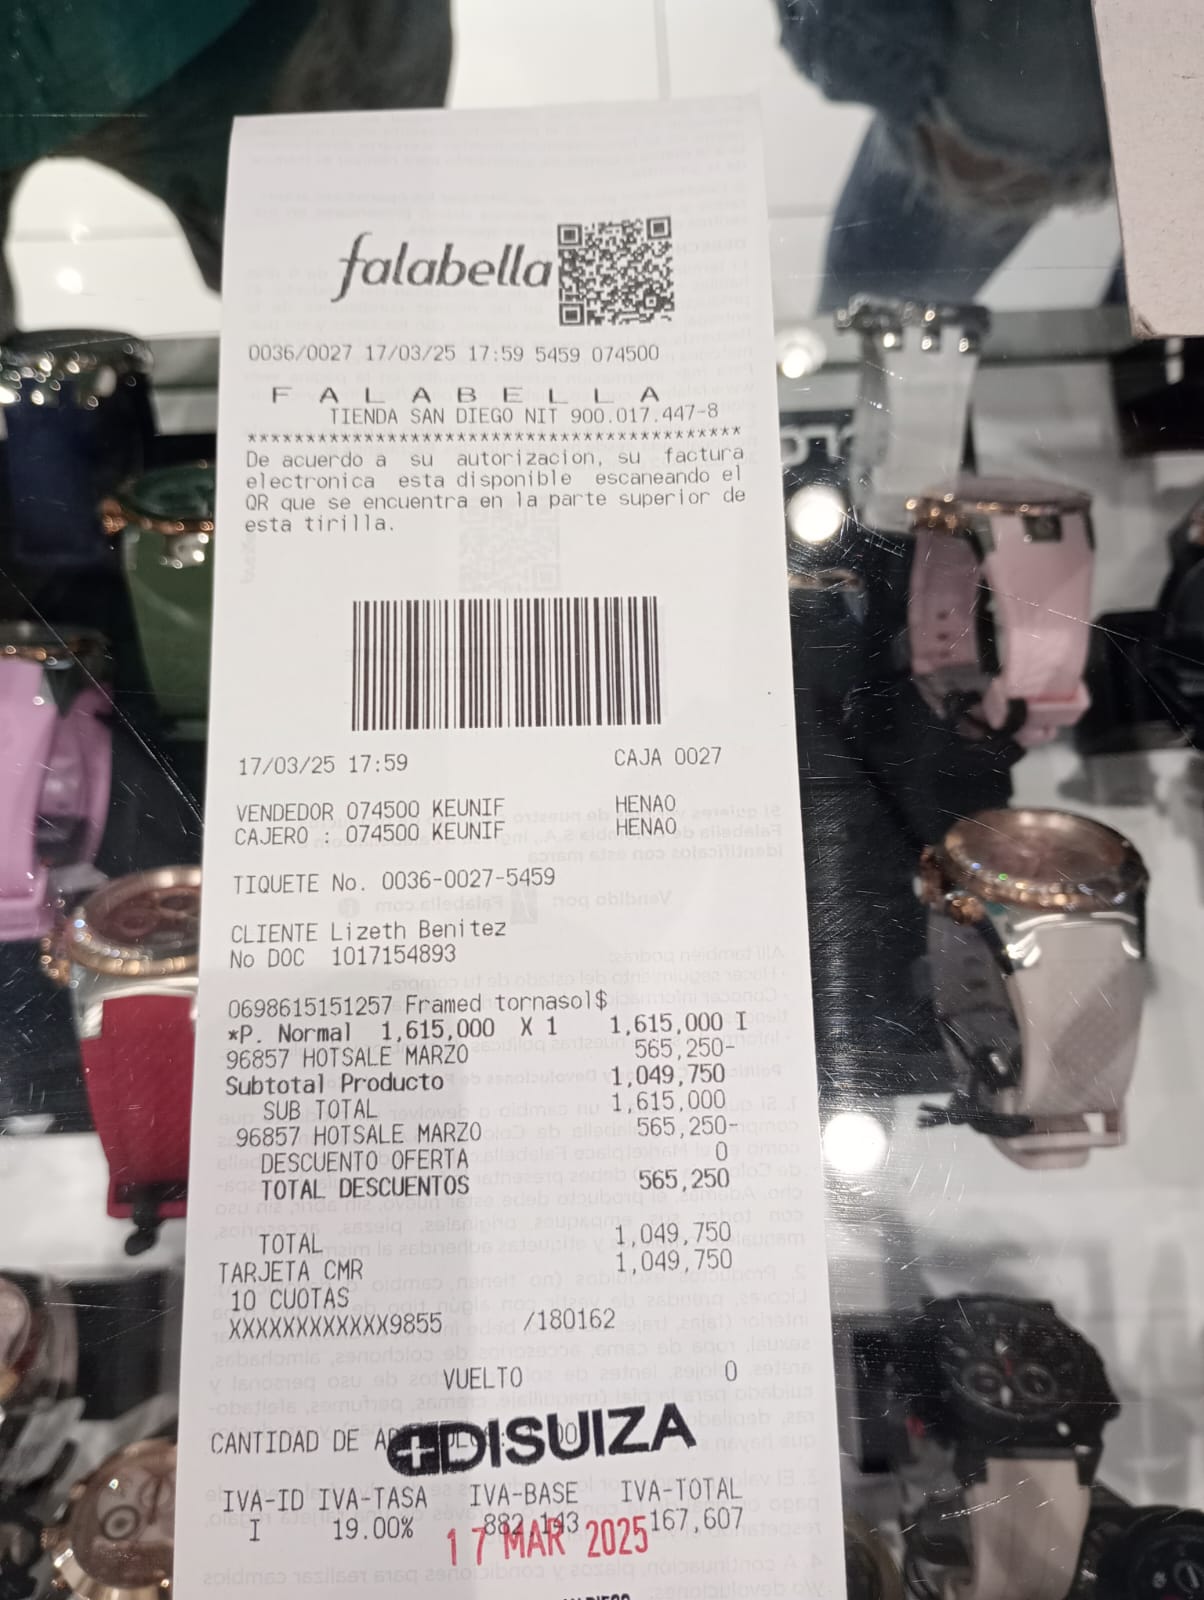 falabella
0036/0027 17/03/25 17:59 5459 074500
F A L A B E L L A
TIENDA SAN DIEGO NIT 900.017.447-8
******************************************
De acuerdo a su autorizacion, su factura
electronica esta disponible escaneando el
QR que se encuentra en la parte superior de
esta tirilla.
17/03/25 17:59 CAJA 0027
VENDEDOR 074500 KEUNIF HENAO
CAJERO : 074500 KEUNIF HENAO
TIQUETE No. 0036-0027-5459
CLIENTE Lizeth Benitez
No DOC 1017154893
0698615151257 Framed tornasol$
*P. Normal 1,615,000 X 1 1,615,000 I
96857 HOTSALE MARZO 565,250-
Subtotal Producto 1,049,750
SUB TOTAL 1,615,000
96857 HOTSALE MARZO 565,250-
DESCUENTO OFERTA 0
TOTAL DESCUENTOS 565,250
TOTAL 1,049,750
TARJETA CMR 1,049,750
10 CUOTAS
XXXXXXXXXXXX9855 /180162
VUELTO 0
CANTIDAD DE
DISUIZA
IVA-ID IVA-TASA IVA-BASE IVA-TOTAL
I 19.00% 882,143 167,607
17 MAR 2025